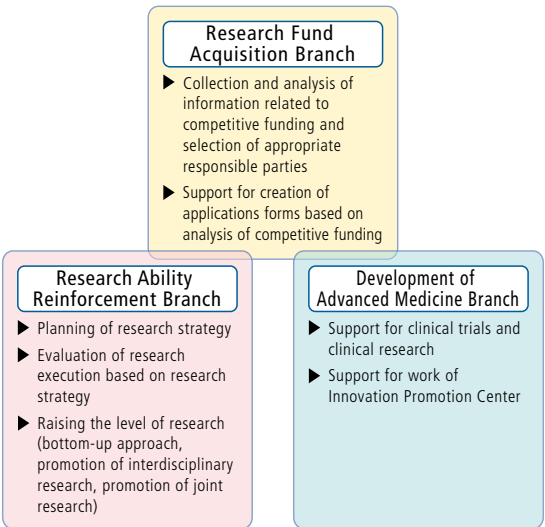 Research Fund
Acquisition Branch
▶ Collection and analysis of
information related to
competitive funding and
selection of appropriate
responsible parties
▶ Support for creation of
applications forms based on
analysis of competitive funding
Research Ability
Reinforcement Branch
▶ Planning of research strategy
▶ Evaluation of research
execution based on research
strategy
▶ Raising the level of research
(bottom-up approach,
promotion of interdisciplinary
research, promotion of joint
research)
Development of
Advanced Medicine Branch
▶ Support for clinical trials and
clinical research
▶ Support for work of
Innovation Promotion Center